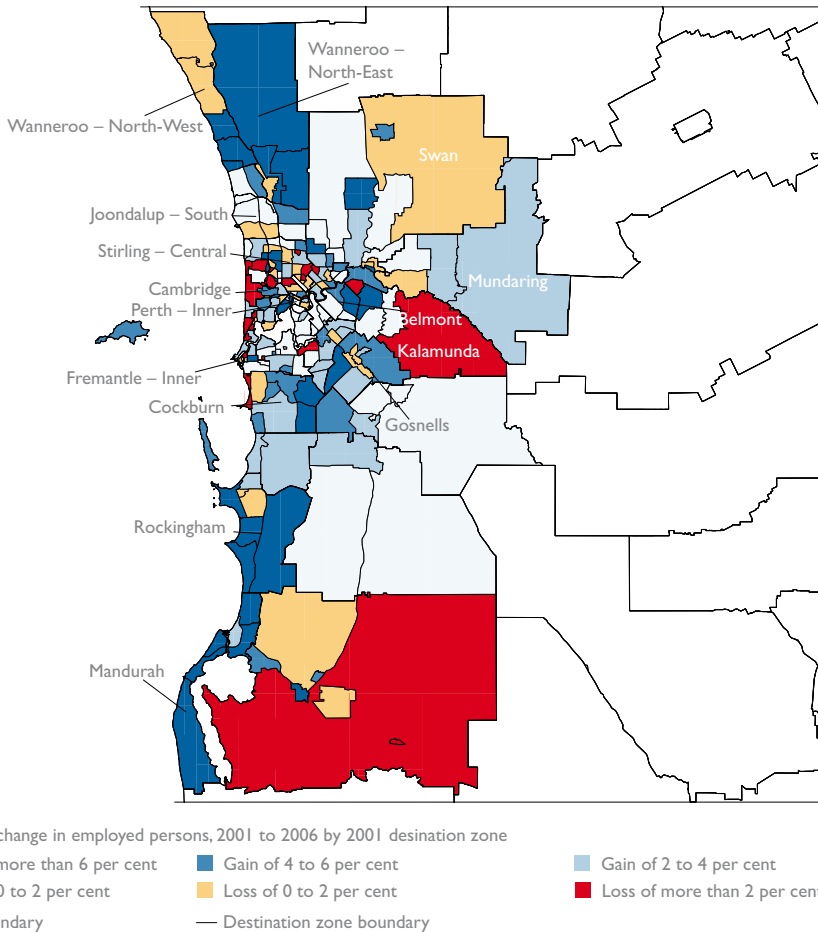 Wanneroo –
North-East
Wanneroo – North-West
Swan
Joondalup – South
Stirling – Central
Mundaring
Cambridge
Perth – Inner
Belmont
Kalamunda
Fremantle – Inner
Cockburn
Gosnells
Rockingham
Mandurah
change in employed persons, 2001 to 2006 by 2001 desination zone
more than 6 per cent Gain of 4 to 6 per cent Gain of 2 to 4 per cent
0 to 2 per cent Loss of 0 to 2 per cent Loss of more than 2 per cent
ndary Destination zone boundary